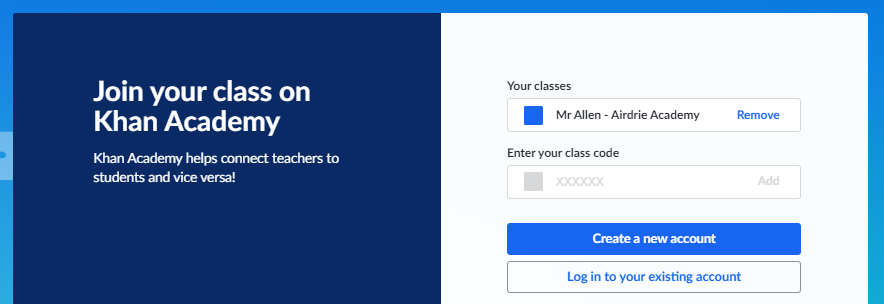 Join your class on
Khan Academy
Khan Academy helps connect teachers to
students and vice versa!
Your classes
Mr Allen - Airdrie Academy Remove
Enter your class code
XXXXXX Add
Create a new account
Log in to your existing account